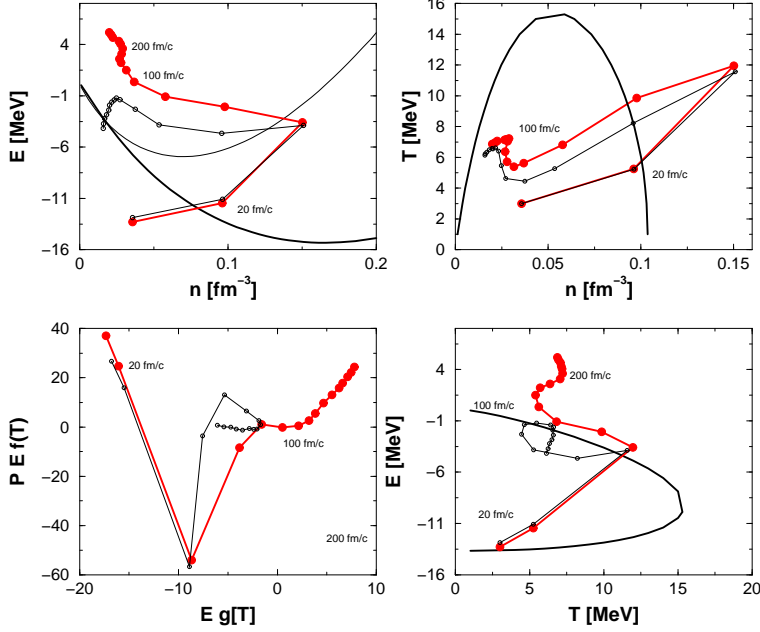 4
−1
−6
−11
−16
E [MeV]
200 fm/c
100 fm/c
20 fm/c
0 0.1 0.2
n [fm⁻³]
18
16
14
12
10
8
6
4
2
0
T [MeV]
100 fm/c
20 fm/c
0 0.05 0.1 0.15
n [fm⁻³]
40
20
0
−20
−40
−60
P E f(T)
20 fm/c
100 fm/c
200 fm/c
−20 −10 0 10
E g[T]
4
−1
−6
−11
−16
E [MeV]
200 fm/c
100 fm/c
20 fm/c
0 5 10 15 20
T [MeV]